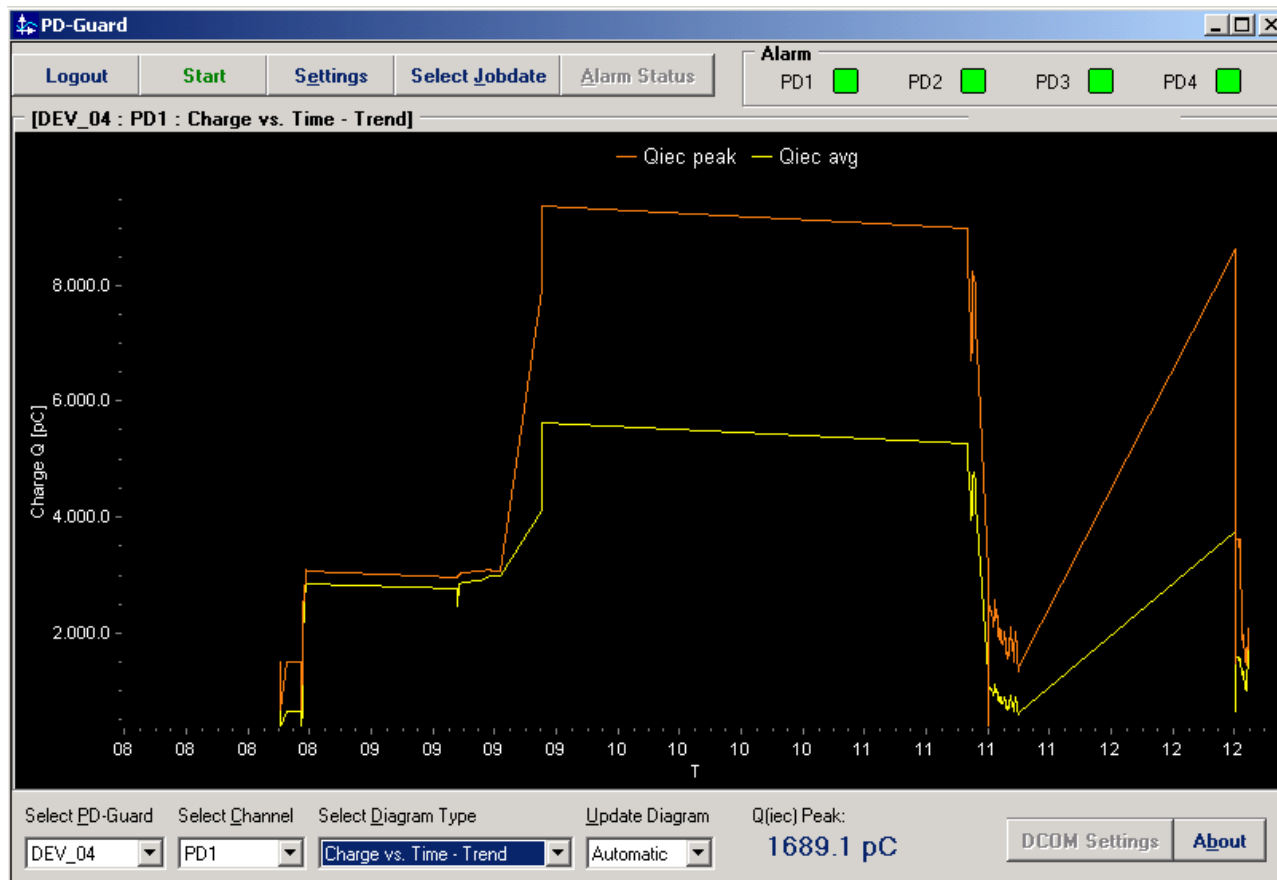 PD-Guard
Logout Start Settings Select Jobdate Alarm Status
Alarm
PD1 PD2 PD3 PD4
[DEV_04 : PD1 : Charge vs. Time - Trend]
Qiec peak Qiec avg
8.000.0
6.000.0
4.000.0
2.000.0
Charge Q [pC]
08 08 08 08 09 09 09 09 10 10 10 10 11 11 11 11 12 12 12
T
Select PD-Guard Select Channel Select Diagram Type Update Diagram Q(iec) Peak:
DEV_04 PD1 Charge vs. Time - Trend Automatic 1689.1 pC DCOM Settings About